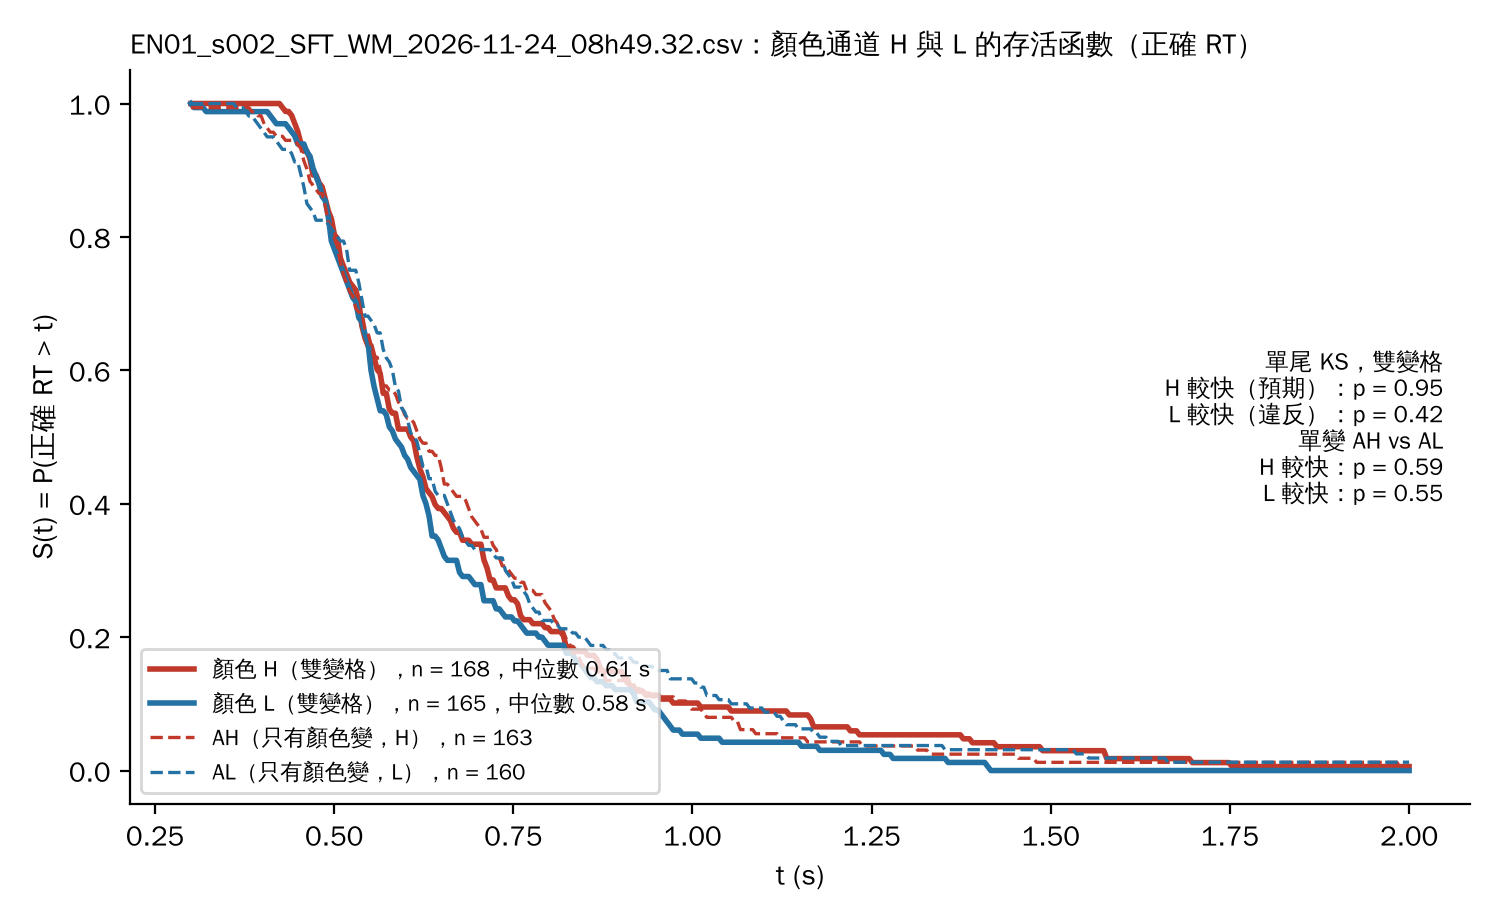 EN01_s002_SFT_WM_2026-11-24_08h49.32.csv：顏色通道 H 與 L 的存活函數（正確 RT）
S(t) = P(正確 RT > t)
1.0
0.8
0.6
0.4
0.2
0.0
單尾 KS，雙變格
H 較快（預期）：p = 0.95
L 較快（違反）：p = 0.42
單變 AH vs AL
H 較快：p = 0.59
L 較快：p = 0.55
顏色 H（雙變格），n = 168，中位數 0.61 s
顏色 L（雙變格），n = 165，中位數 0.58 s
AH（只有顏色變，H），n = 163
AL（只有顏色變，L），n = 160
0.25 0.50 0.75 1.00 1.25 1.50 1.75 2.00
t (s)